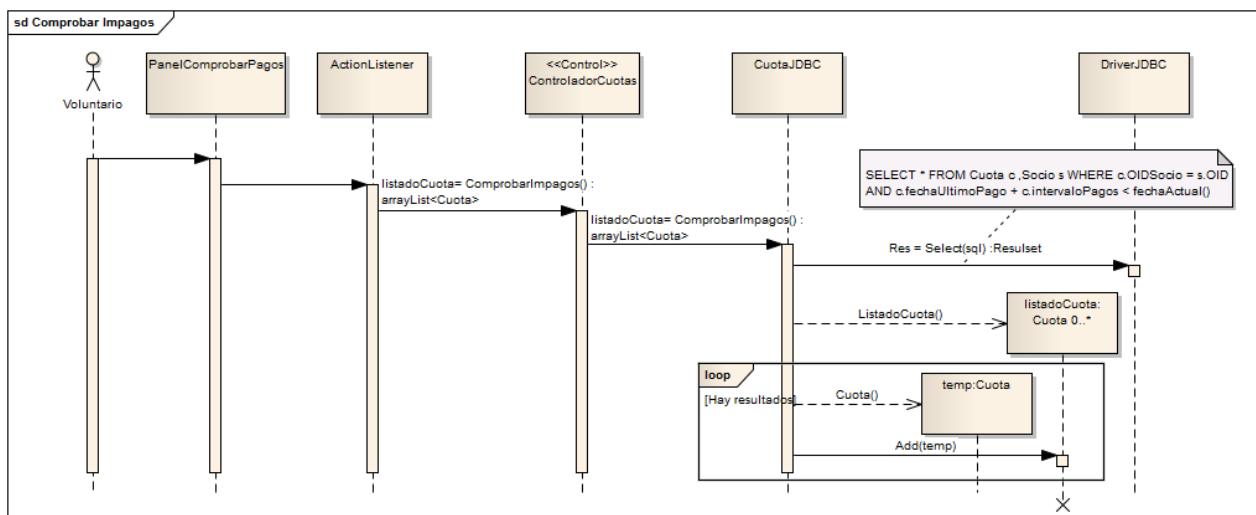 sd Comprobar Impagos
Voluntario
PanelComprobarPagos
ActionListener
<<Control>>
ControladorCuotas
CuotaJDBC
DriverJDBC
SELECT * FROM Cuota c ,Socio s WHERE c.OIDSocio = s.OID
AND c.fechaUltimoPago + c.intervaloPagos < fechaActual()
listadoCuota= ComprobarImpagos() :
arrayList<Cuota>
listadoCuota= ComprobarImpagos() :
arrayList<Cuota>
Res = Select(sql) :Resulset
ListadoCuota()
listadoCuota:
Cuota 0..*
loop
[Hay resultados]
Cuota()
temp:Cuota
Add(temp)